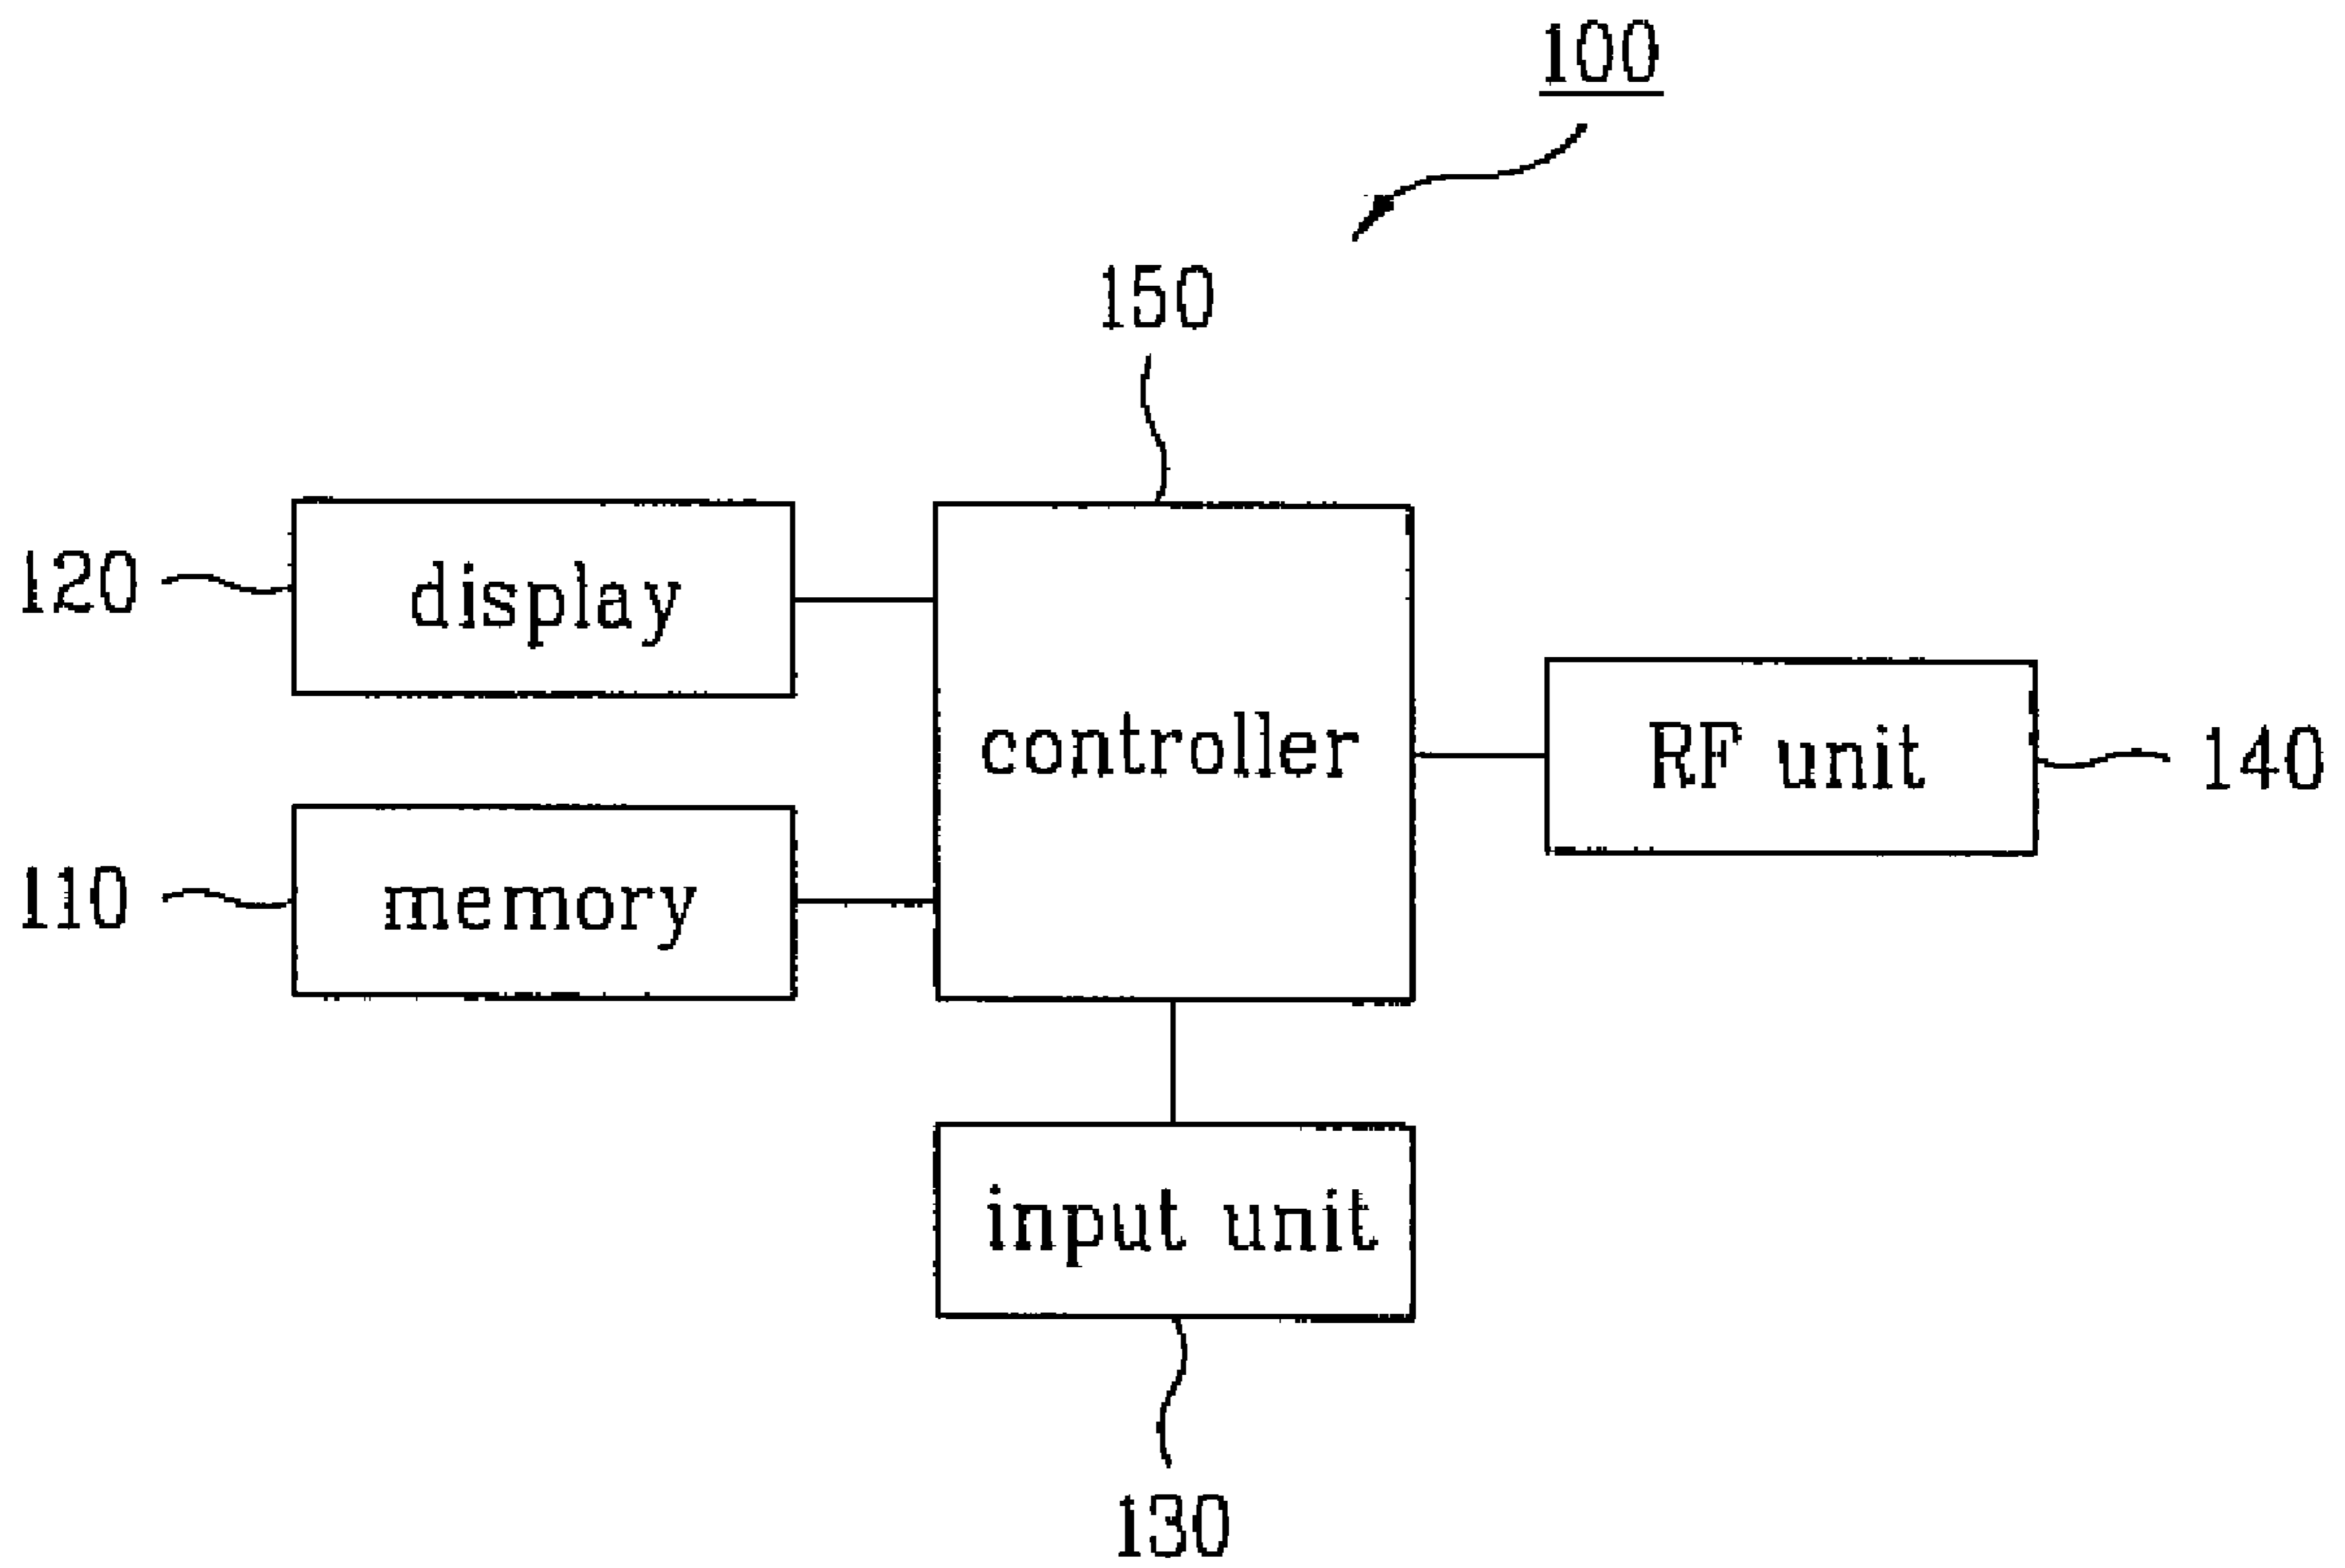 100
150
120
display
controller
RF unit
140
110
memory
input unit
130